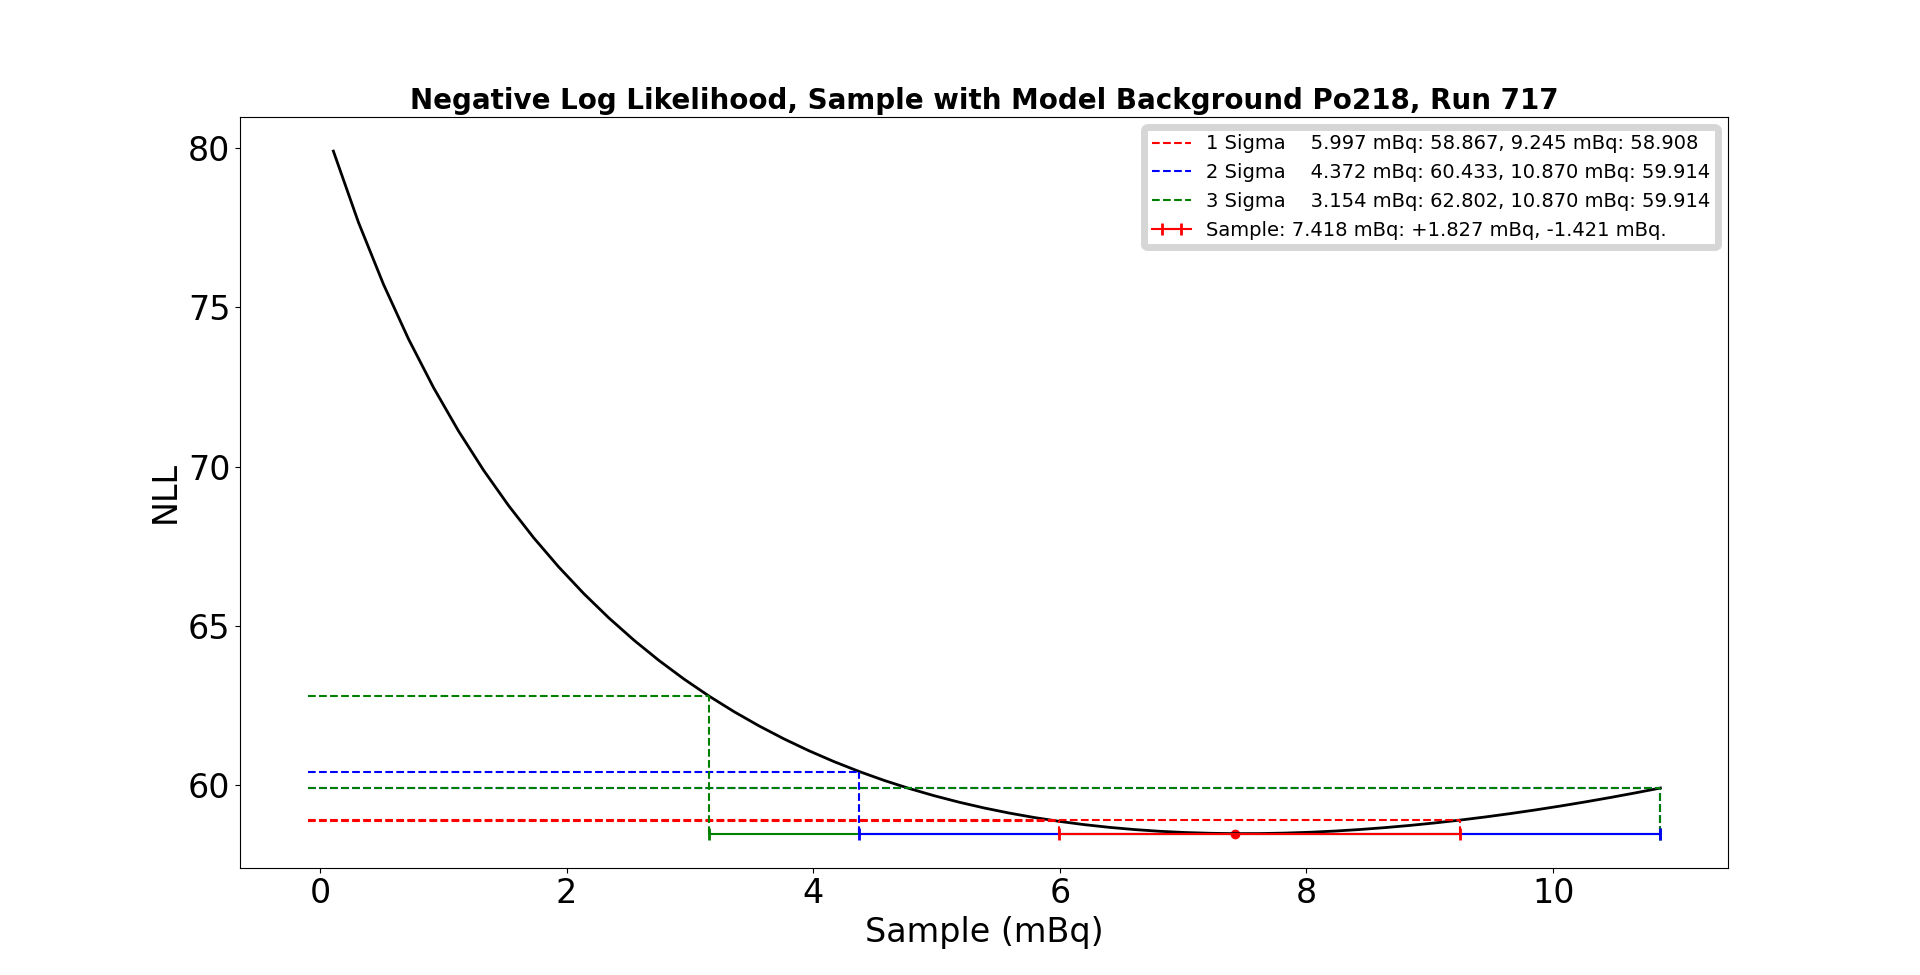 Negative Log Likelihood, Sample with Model Background Po218, Run 717
1 Sigma    5.997 mBq: 58.867, 9.245 mBq: 58.908
2 Sigma    4.372 mBq: 60.433, 10.870 mBq: 59.914
3 Sigma    3.154 mBq: 62.802, 10.870 mBq: 59.914
Sample: 7.418 mBq: +1.827 mBq, -1.421 mBq.
80
75
70
65
60
NLL
0 2 4 6 8 10
Sample (mBq)